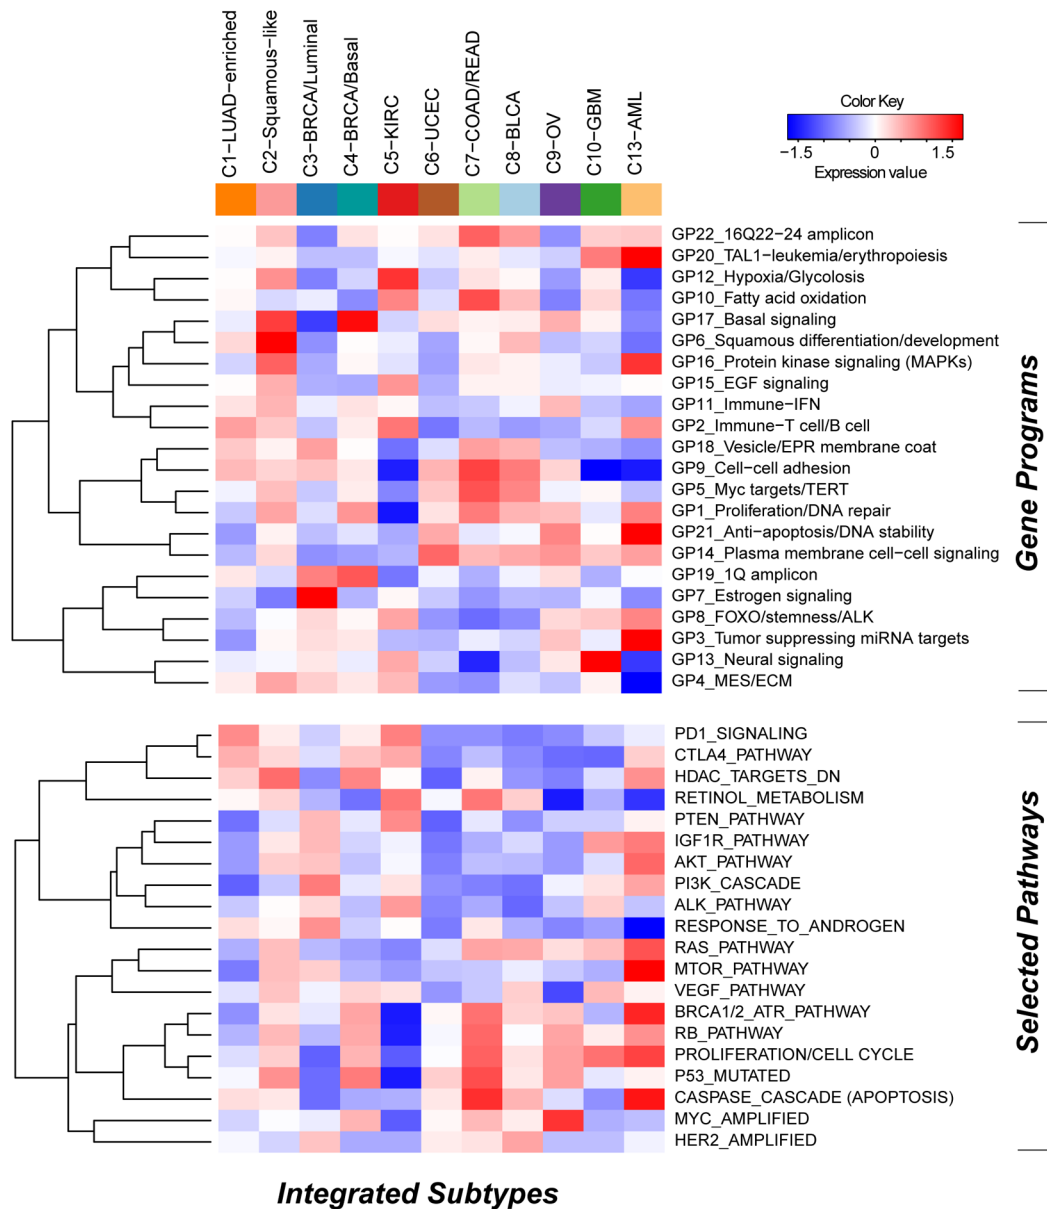 C1−LUAD−enriched
C2−Squamous−like
C3−BRCA/Luminal
C4−BRCA/Basal
C5−KIRC
C6−UCEC
C7−COAD/READ
C8−BLCA
C9−OV
C10−GBM
C13−AML
Color Key
−1.5 0 1.5
Expression value
GP22_16Q22−24 amplicon
GP20_TAL1−leukemia/erythropoiesis
GP12_Hypoxia/Glycolosis
GP10_Fatty acid oxidation
GP17_Basal signaling
GP6_Squamous differentiation/development
GP16_Protein kinase signaling (MAPKs)
GP15_EGF signaling
GP11_Immune−IFN
GP2_Immune−T cell/B cell
GP18_Vesicle/EPR membrane coat
GP9_Cell−cell adhesion
GP5_Myc targets/TERT
GP1_Proliferation/DNA repair
GP21_Anti−apoptosis/DNA stability
GP14_Plasma membrane cell−cell signaling
GP19_1Q amplicon
GP7_Estrogen signaling
GP8_FOXO/stemness/ALK
GP3_Tumor suppressing miRNA targets
GP13_Neural signaling
GP4_MES/ECM
Gene Programs
PD1_SIGNALING
CTLA4_PATHWAY
HDAC_TARGETS_DN
RETINOL_METABOLISM
PTEN_PATHWAY
IGF1R_PATHWAY
AKT_PATHWAY
PI3K_CASCADE
ALK_PATHWAY
RESPONSE_TO_ANDROGEN
RAS_PATHWAY
MTOR_PATHWAY
VEGF_PATHWAY
BRCA1/2_ATR_PATHWAY
RB_PATHWAY
PROLIFERATION/CELL CYCLE
P53_MUTATED
CASPASE_CASCADE (APOPTOSIS)
MYC_AMPLIFIED
HER2_AMPLIFIED
Selected Pathways
Integrated Subtypes